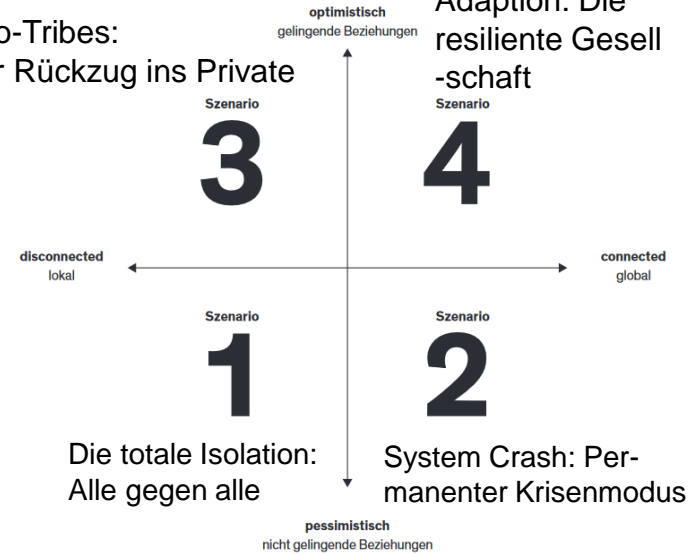 optimistisch
gelingende Beziehungen
o-Tribes:
r Rückzug ins Private
Adaption: Die
resiliente Gesell
-schaft
Szenario
3
Szenario
4
disconnected
lokal
connected
global
Szenario
1
Szenario
2
Die totale Isolation:
Alle gegen alle
System Crash: Per-
manenter Krisenmodus
pessimistisch
nicht gelingende Beziehungen